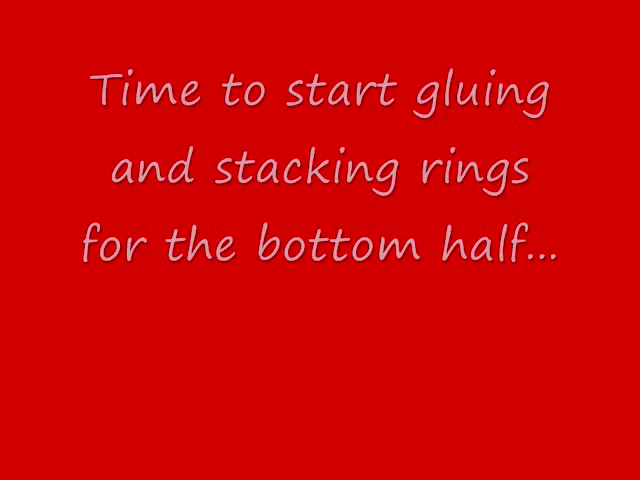 Time to start gluing
and stacking rings
for the bottom half...